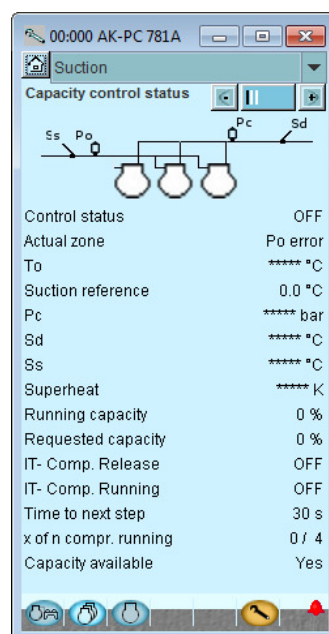 00:000 AK-PC 781A
Suction
Capacity control status
Ss Po Pc Sd
Control status OFF
Actual zone Po error
To ***** °C
Suction reference 0.0 °C
Pc ***** bar
Sd ***** °C
Ss ***** °C
Superheat ***** K
Running capacity 0 %
Requested capacity 0 %
IT- Comp. Release OFF
IT- Comp. Running OFF
Time to next step 30 s
x of n compr. running 0 / 4
Capacity available Yes